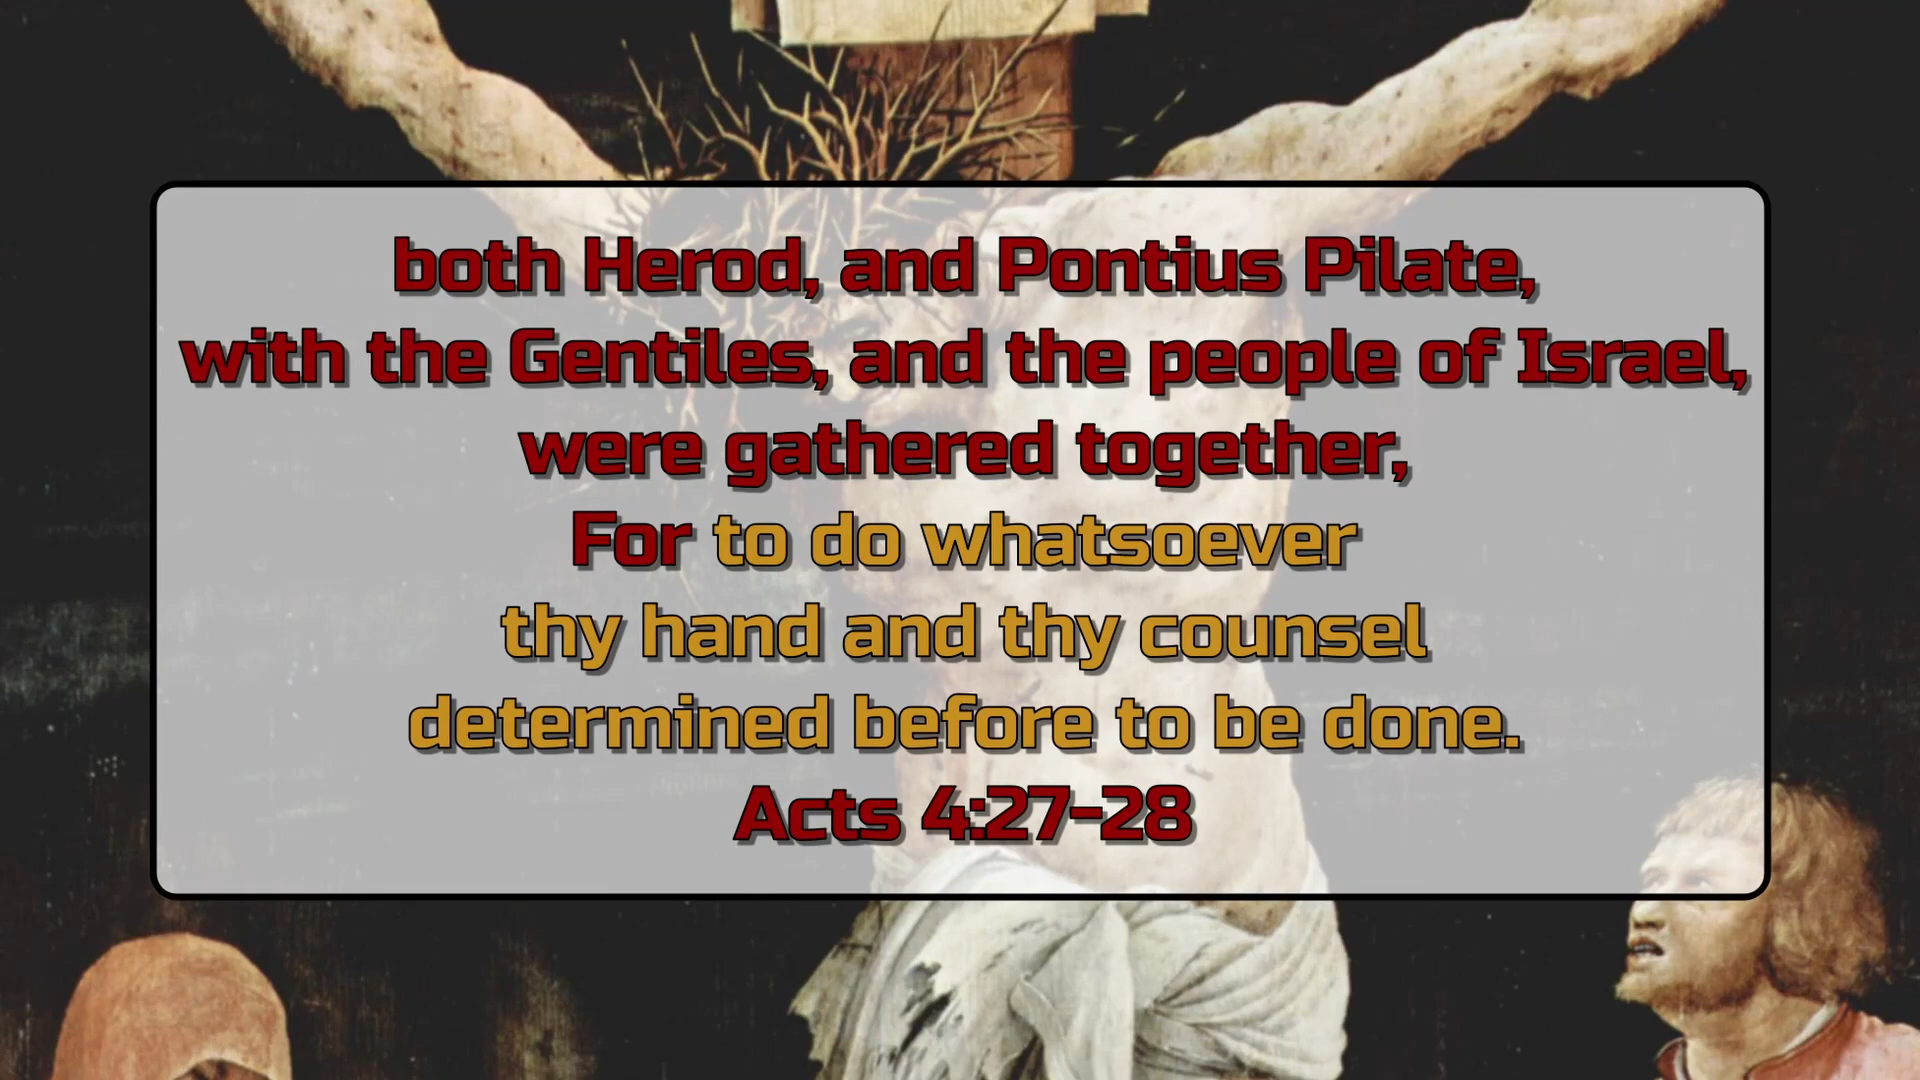 both Herod, and Pontius Pilate,
with the Gentiles, and the people of Israel,
were gathered together,
For to do whatsoever
thy hand and thy counsel
determined before to be done.
Acts 4:27-28